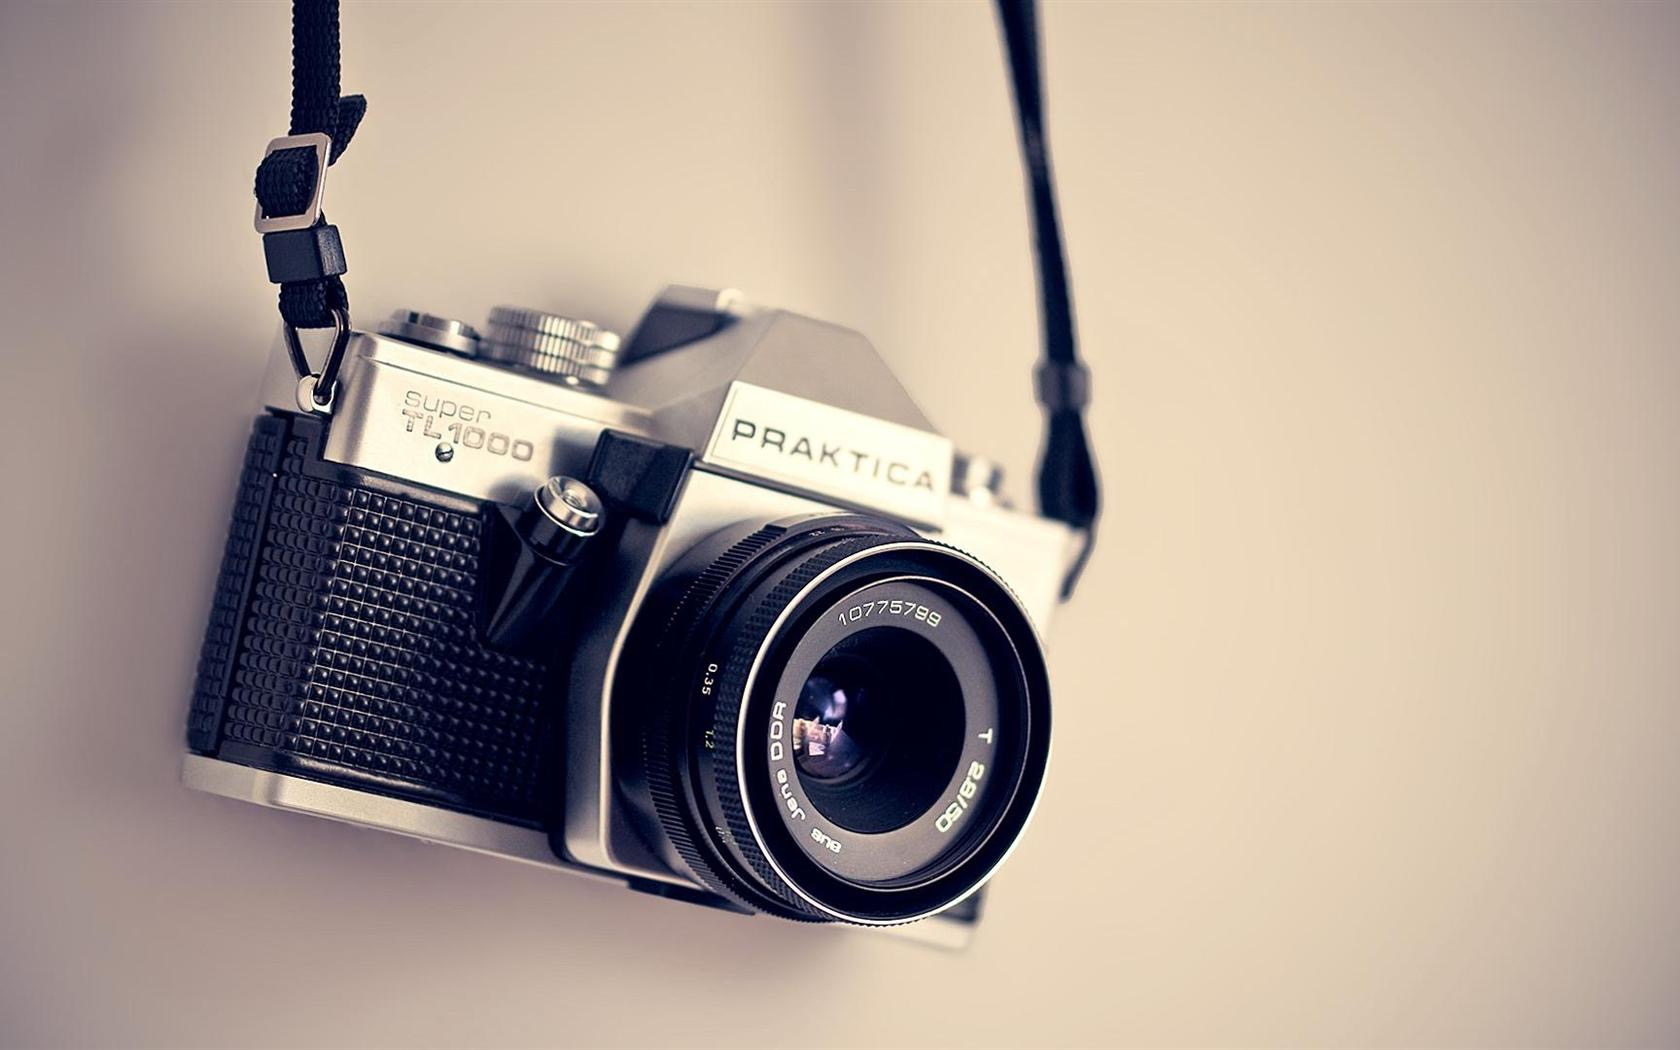 super
TL1000
PRAKTICA
10775799
0.35
1.2
T 2.8/50
aus Jena DDR